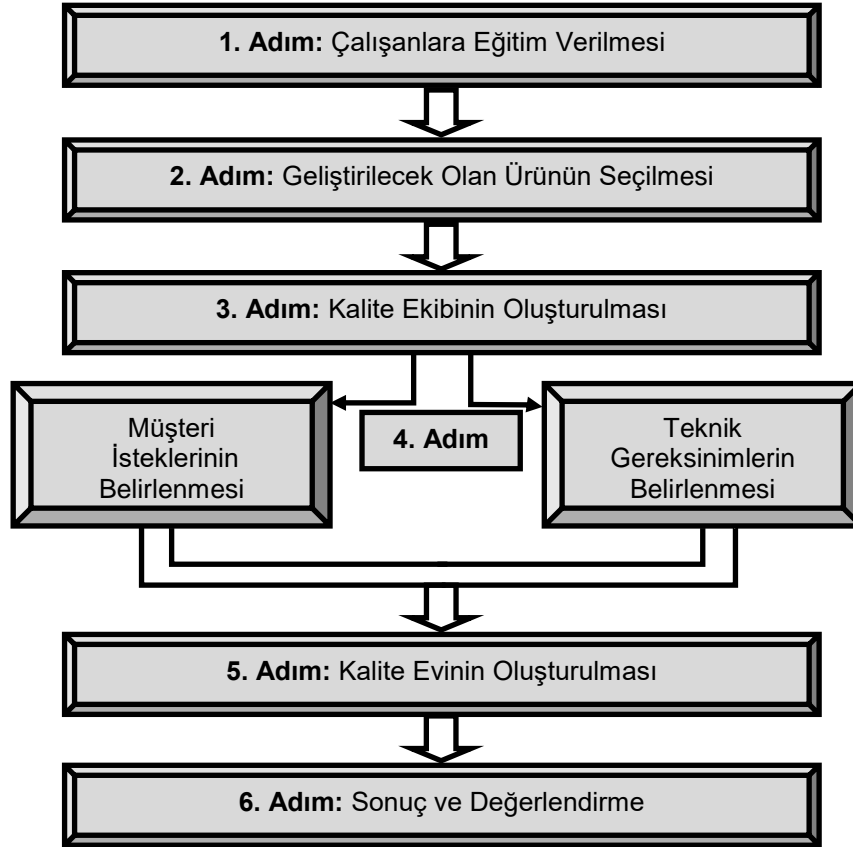 1. Adım: Çalışanlara Eğitim Verilmesi
2. Adım: Geliştirilecek Olan Ürünün Seçilmesi
3. Adım: Kalite Ekibinin Oluşturulması
Müşteri
İsteklerinin
Belirlenmesi
4. Adım
Teknik
Gereksinimlerin
Belirlenmesi
5. Adım: Kalite Evinin Oluşturulması
6. Adım: Sonuç ve Değerlendirme